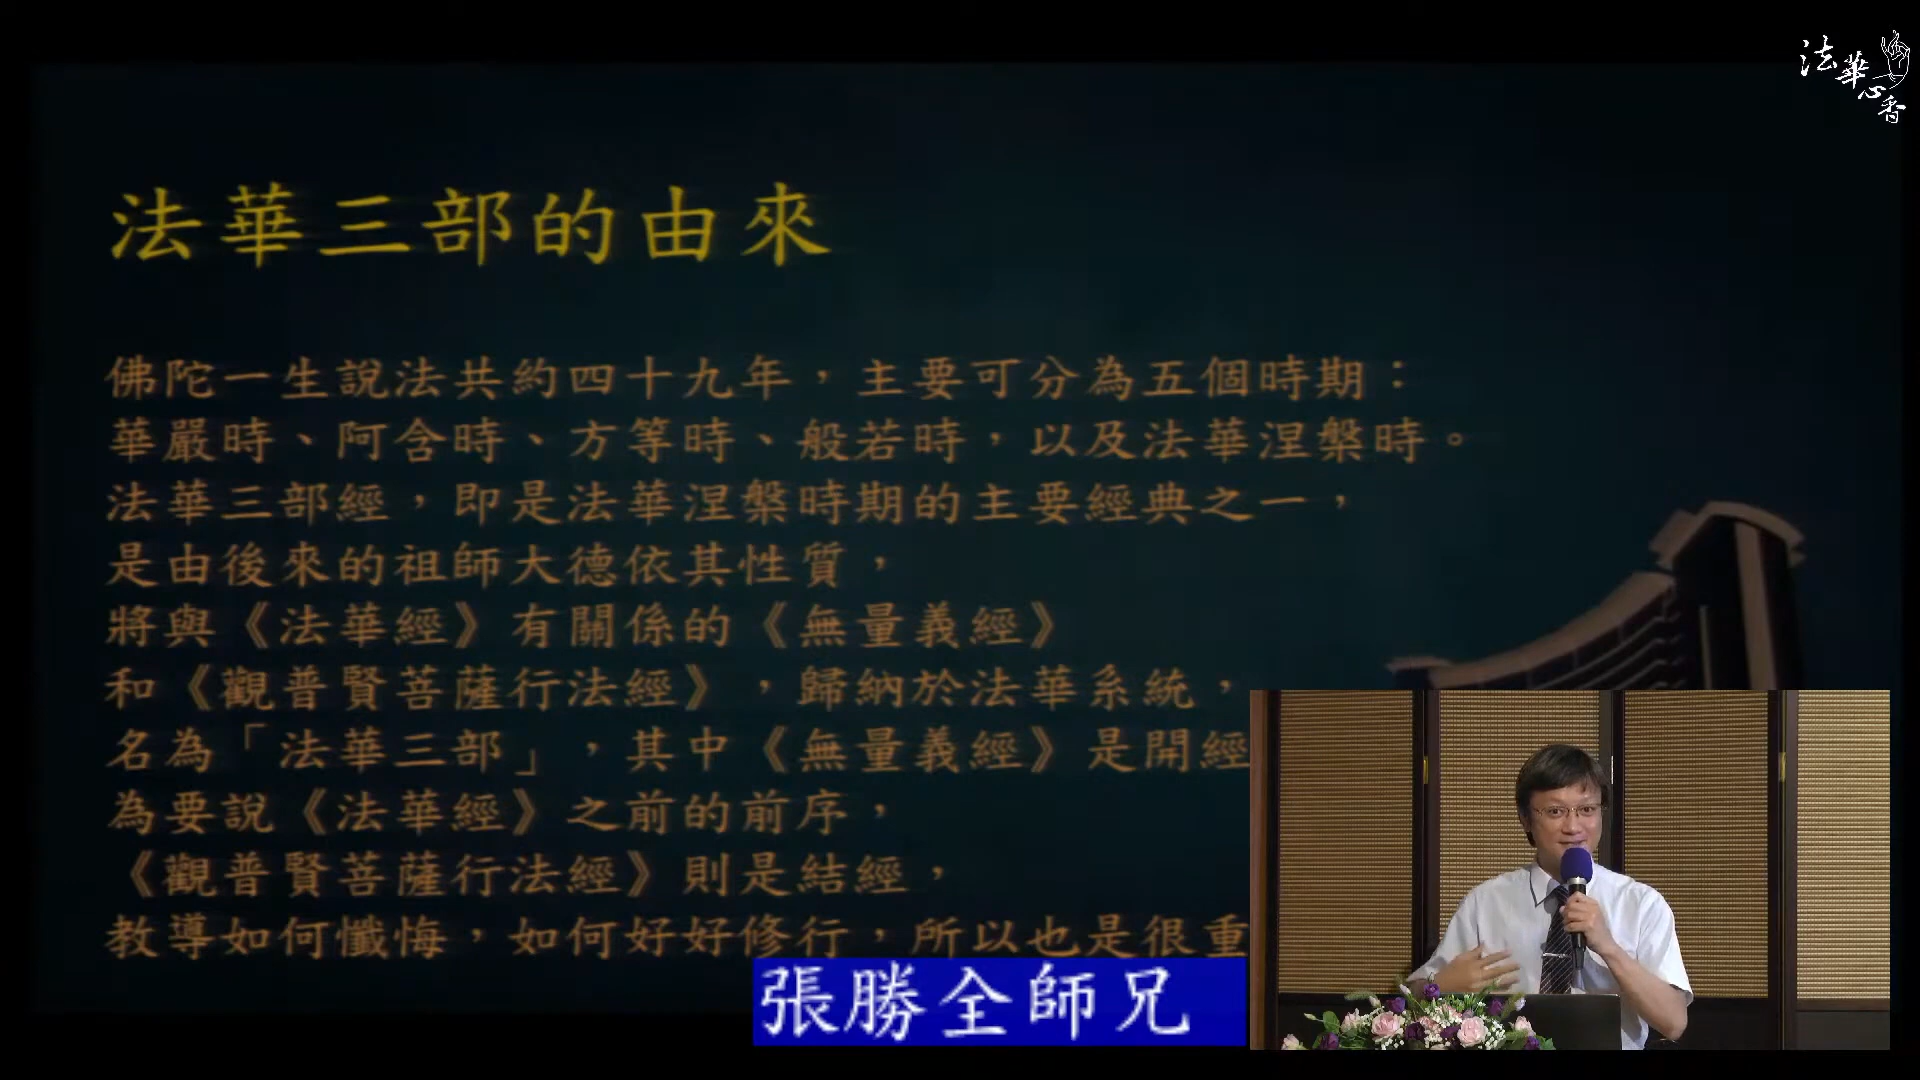 法華心香
法華三部的由來
佛陀一生說法共約四十九年，主要可分為五個時期：
華嚴時、阿含時、方等時、般若時，以及法華涅槃時。
法華三部經，即是法華涅槃時期的主要經典之一，
是由後來的祖師大德依其性質，
將與《法華經》有關係的《無量義經》
和《觀普賢菩薩行法經》，歸納於法華系統，
名為「法華三部」，其中《無量義經》是開經
為要說《法華經》之前的前序，
《觀普賢菩薩行法經》則是結經，
教導如何懺悔，如何好好修行，所以也是很重
張勝全師兄